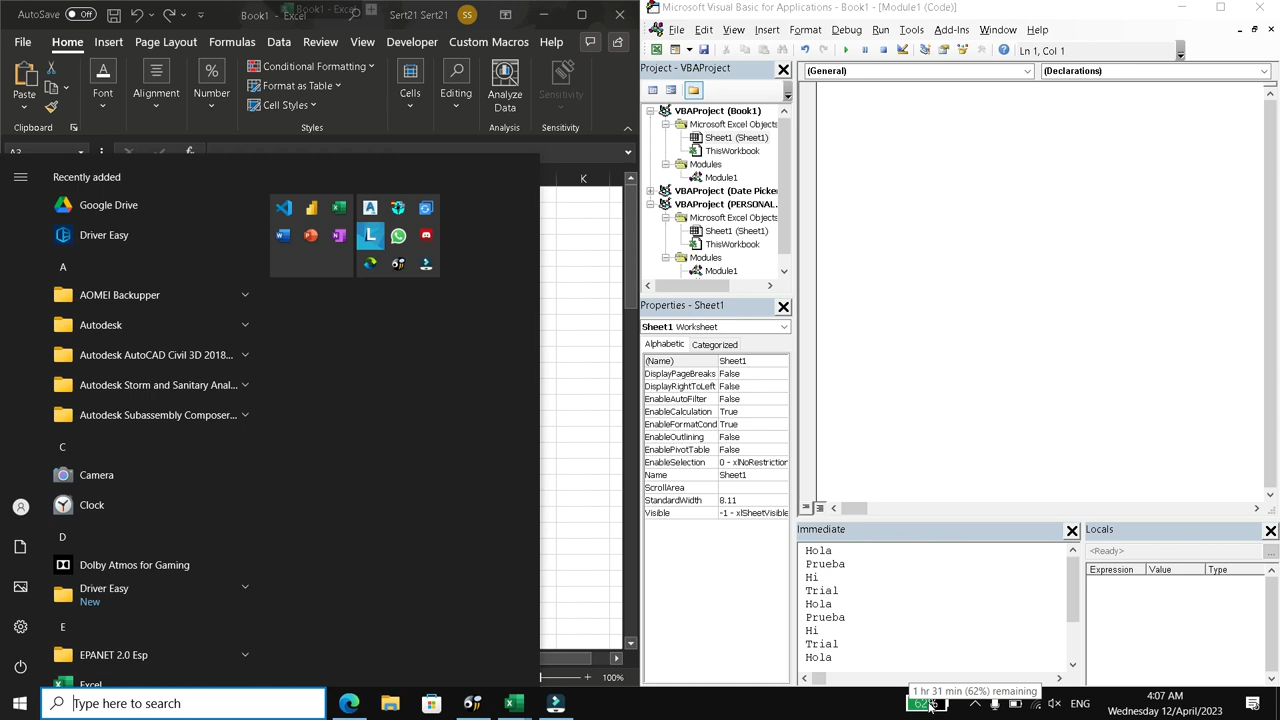 AutoSave Off Book1 - Excel Sert21 Sert21 SS
Book1 - Excel
File Home Insert Page Layout Formulas Data Review View Developer Custom Macros Help
Paste Font Alignment Number Conditional Formatting Format as Table Cell Styles Cells Editing Analyze Data Sensitivity
Clipboard Styles Analysis Sensitivity
K
100%
Recently added
Google Drive
Driver Easy
A
AOMEI Backupper
Autodesk
Autodesk AutoCAD Civil 3D 2018...
Autodesk Storm and Sanitary Anal...
Autodesk Subassembly Composer...
C
Camera
Clock
D
Dolby Atmos for Gaming
Driver Easy
New
E
EPANET 2.0 Esp
Excel
Type here to search
Microsoft Visual Basic for Applications - Book1 - [Module1 (Code)]
File Edit View Insert Format Debug Run Tools Add-Ins Window Help
Ln 1, Col 1
Project - VBAProject
VBAProject (Book1)
Microsoft Excel Objects
Sheet1 (Sheet1)
ThisWorkbook
Modules
Module1
VBAProject (Date Picke
VBAProject (PERSONAL.
Microsoft Excel Objects
Sheet1 (Sheet1)
ThisWorkbook
Modules
Module1
Properties - Sheet1
Sheet1 Worksheet
Alphabetic Categorized
(Name) Sheet1
DisplayPageBreaks False
DisplayRightToLeft False
EnableAutoFilter False
EnableCalculation True
EnableFormatCond True
EnableOutlining False
EnablePivotTable False
EnableSelection 0 - xlNoRestriction
Name Sheet1
ScrollArea
StandardWidth 8.11
Visible -1 - xlSheetVisible
(General) (Declarations)
Immediate
Hola
Prueba
Hi
Trial
Hola
Prueba
Hi
Trial
Hola
Locals
<Ready>
Expression Value Type
1 hr 31 min (62%) remaining
62%
ENG
4:07 AM
Wednesday 12/April/2023